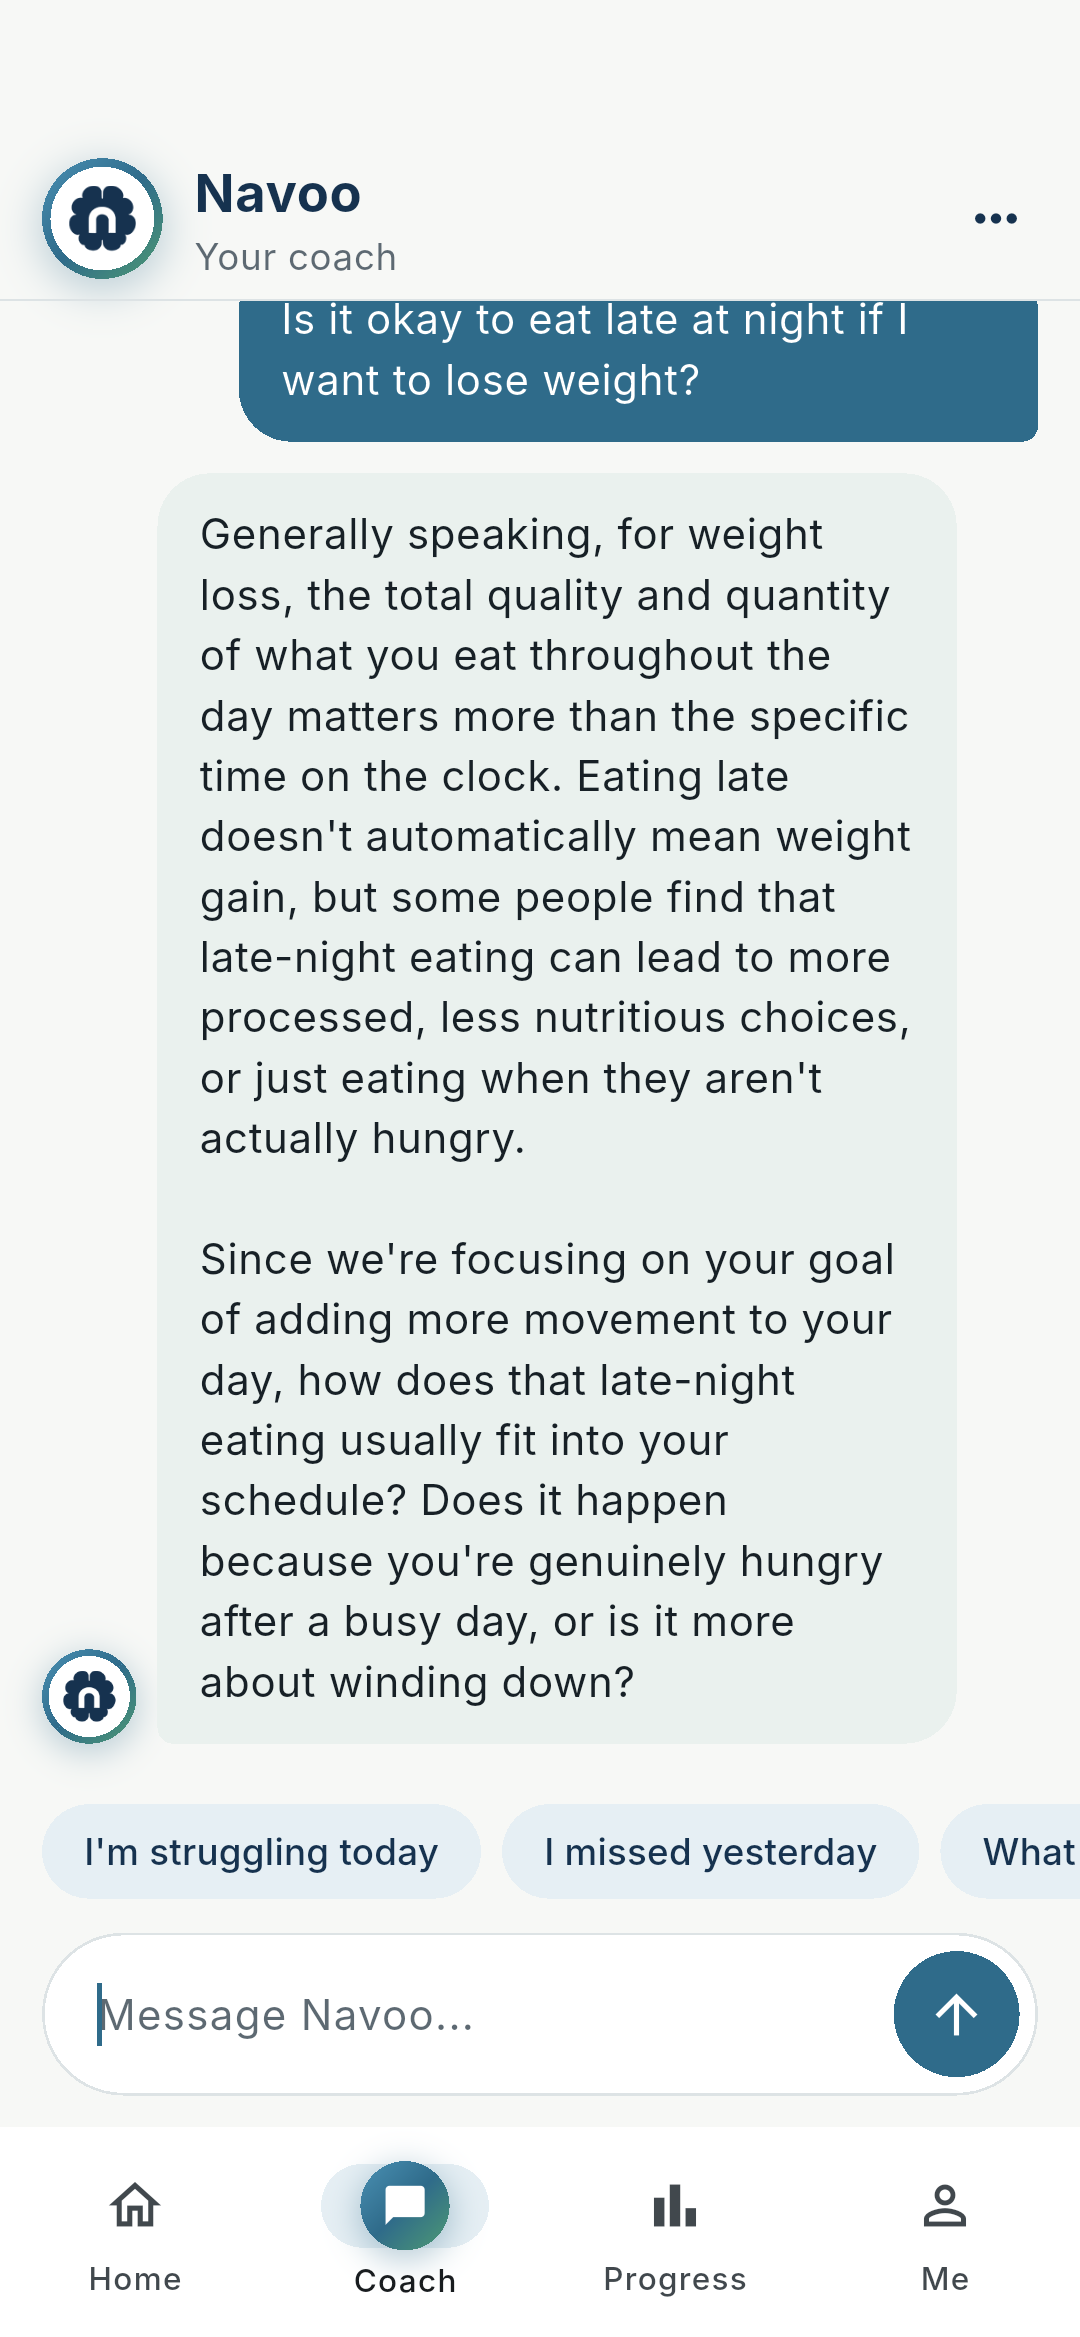 Navoo
Your coach
Is it okay to eat late at night if I
want to lose weight?
Generally speaking, for weight
loss, the total quality and quantity
of what you eat throughout the
day matters more than the specific
time on the clock. Eating late
doesn't automatically mean weight
gain, but some people find that
late-night eating can lead to more
processed, less nutritious choices,
or just eating when they aren't
actually hungry.
Since we're focusing on your goal
of adding more movement to your
day, how does that late-night
eating usually fit into your
schedule? Does it happen
because you're genuinely hungry
after a busy day, or is it more
about winding down?
I'm struggling today
I missed yesterday
What
Message Navoo...
Home
Coach
Progress
Me